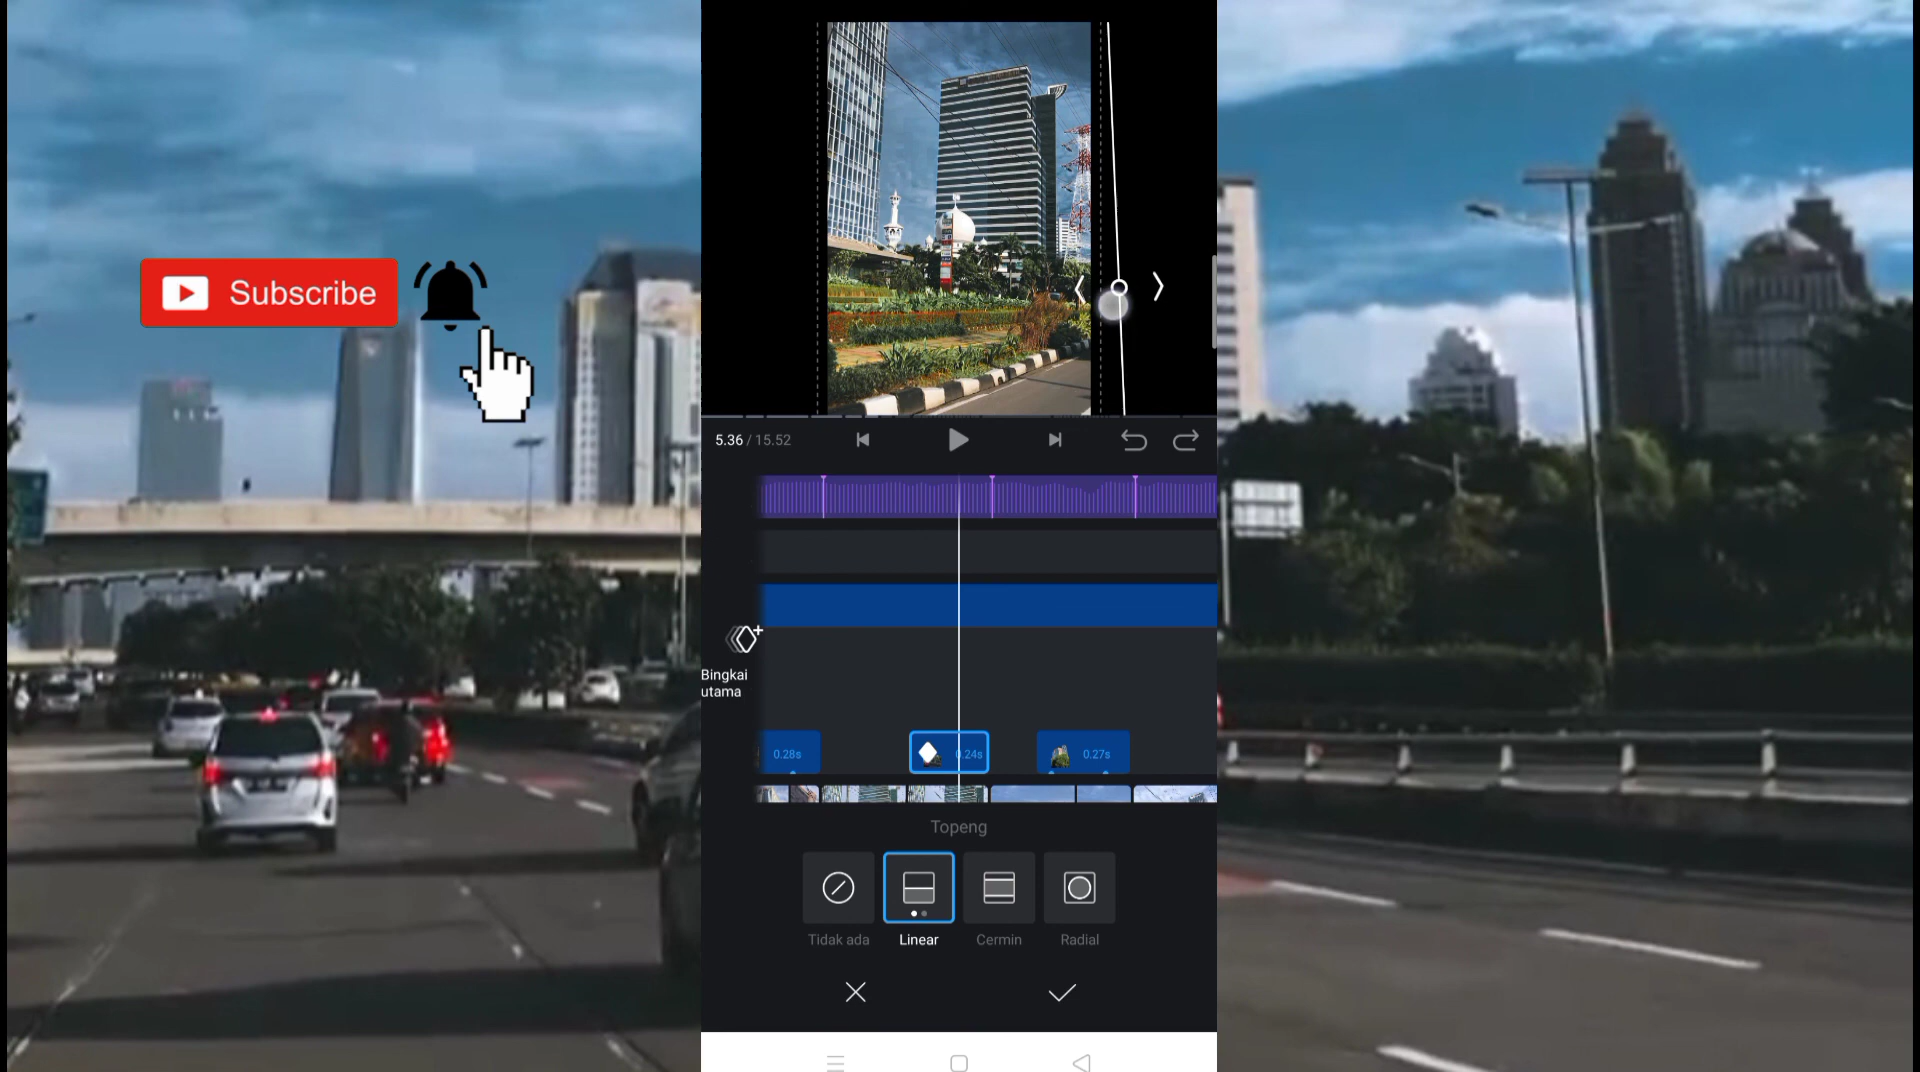 Subscribe
5.36 / 15.52
Bingkai
utama
0.28s
0.24s
0.27s
Topeng
Tidak ada
Linear
Cermin
Radial